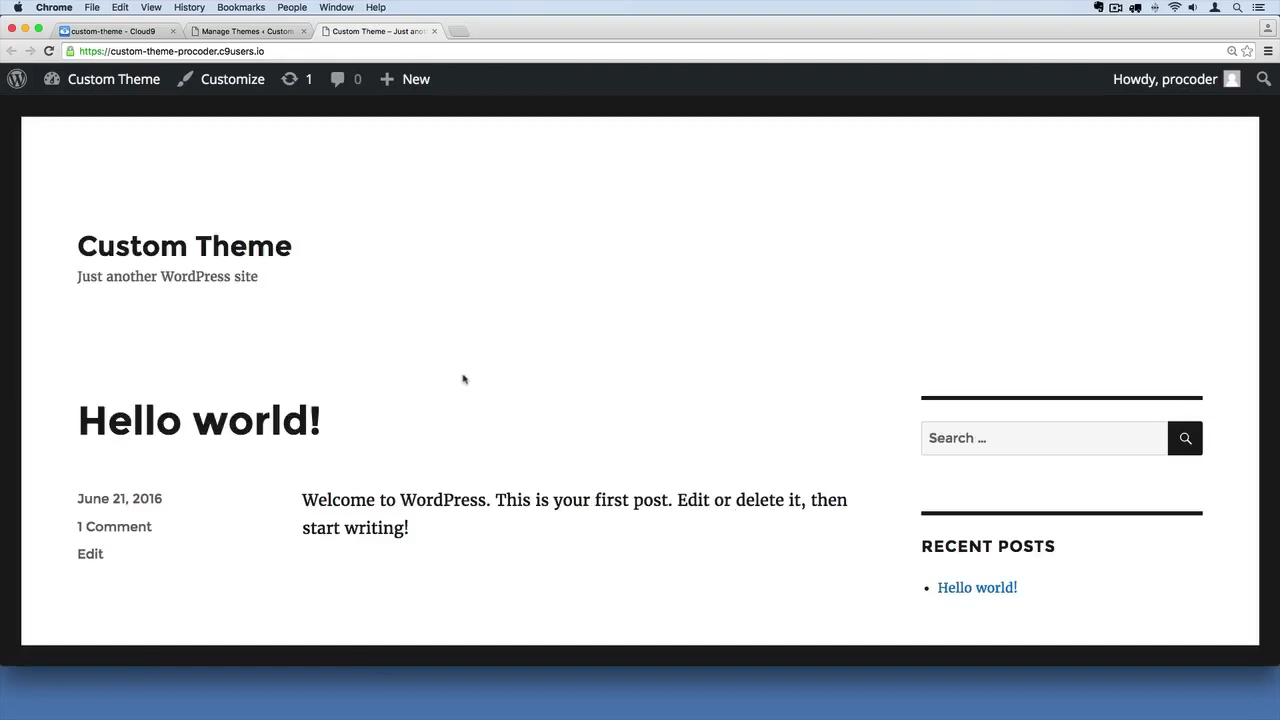 Chrome File Edit View History Bookmarks People Window Help
custom-theme - Cloud9 Manage Themes ‹ Custom Custom Theme – Just anot
https://custom-theme-procoder.c9users.io
Custom Theme Customize 1 0 New Howdy, procoder
Custom Theme
Just another WordPress site
Hello world!
Search …
June 21, 2016
1 Comment
Edit
Welcome to WordPress. This is your first post. Edit or delete it, then
start writing!
RECENT POSTS
Hello world!